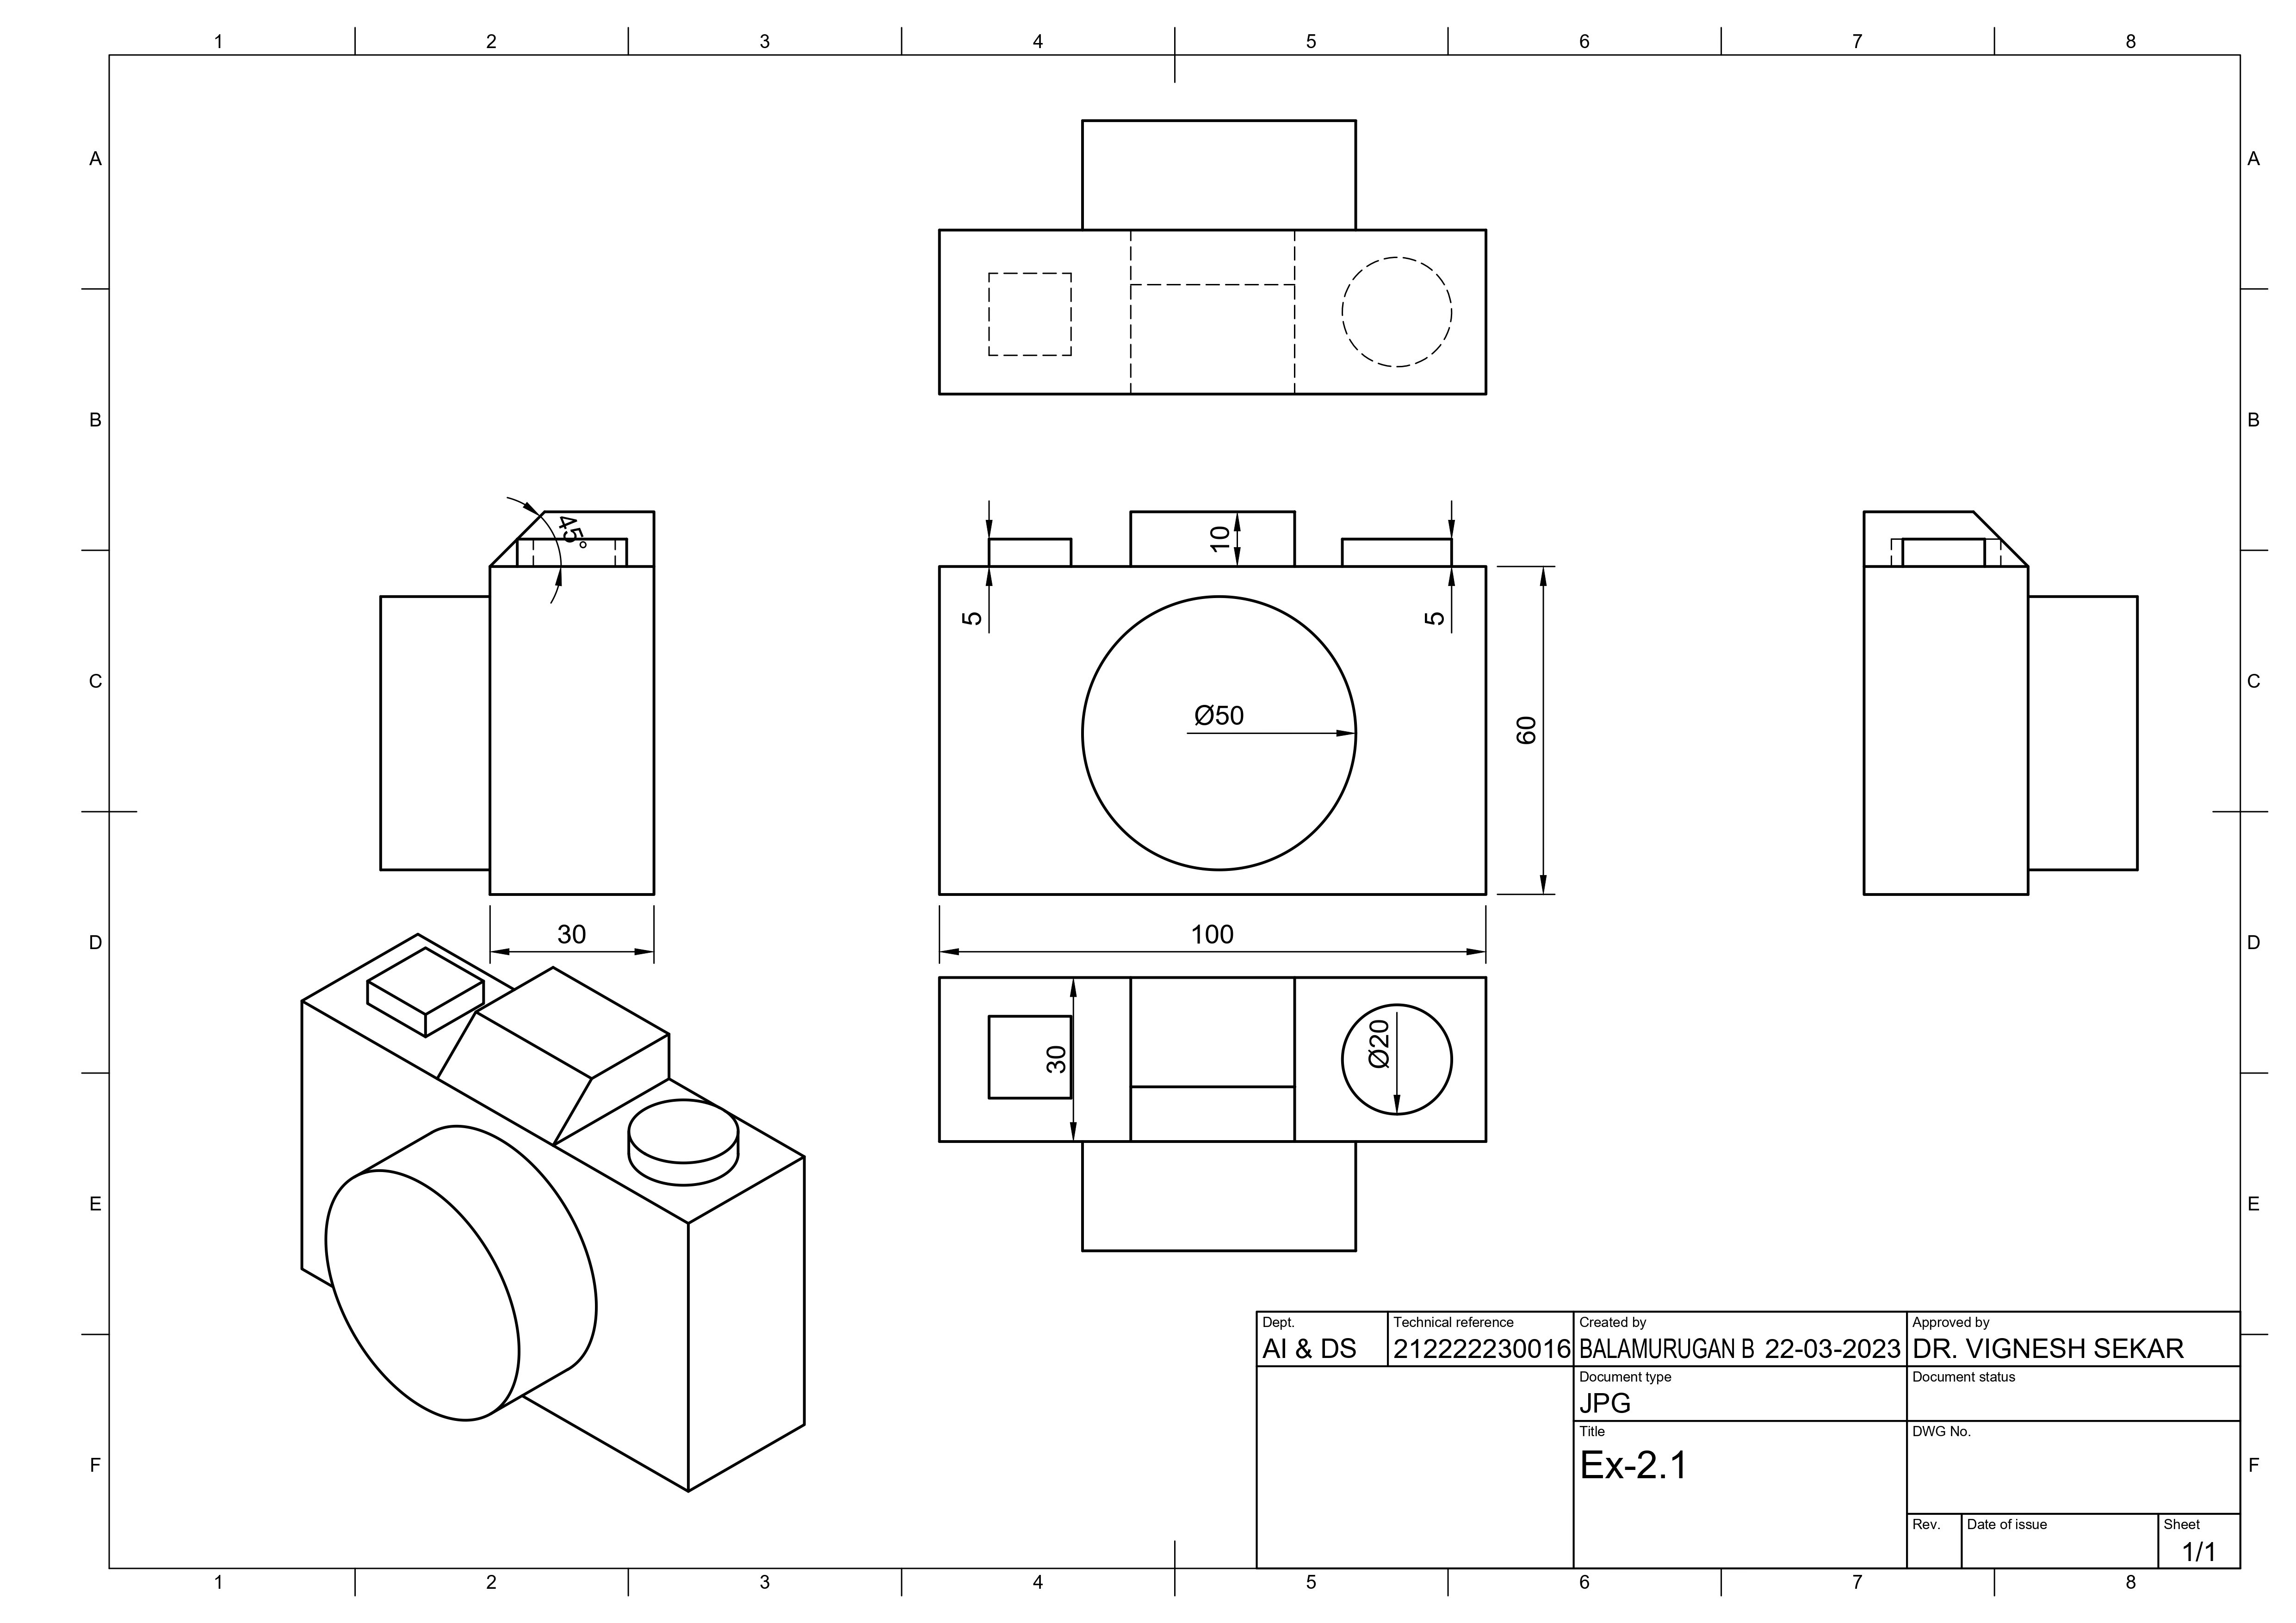 1 2 3 4 5 6 7 8
A A
B B
45°
10
5 5
C C
Ø50
60
D D
30
100
30
Ø20
E E
Dept. Technical reference Created by Approved by
AI & DS 212222230016 BALAMURUGAN B 22-03-2023 DR. VIGNESH SEKAR
Document type Document status
JPG
Title DWG No.
Ex-2.1
F F
Rev. Date of issue Sheet
1/1
1 2 3 4 5 6 7 8